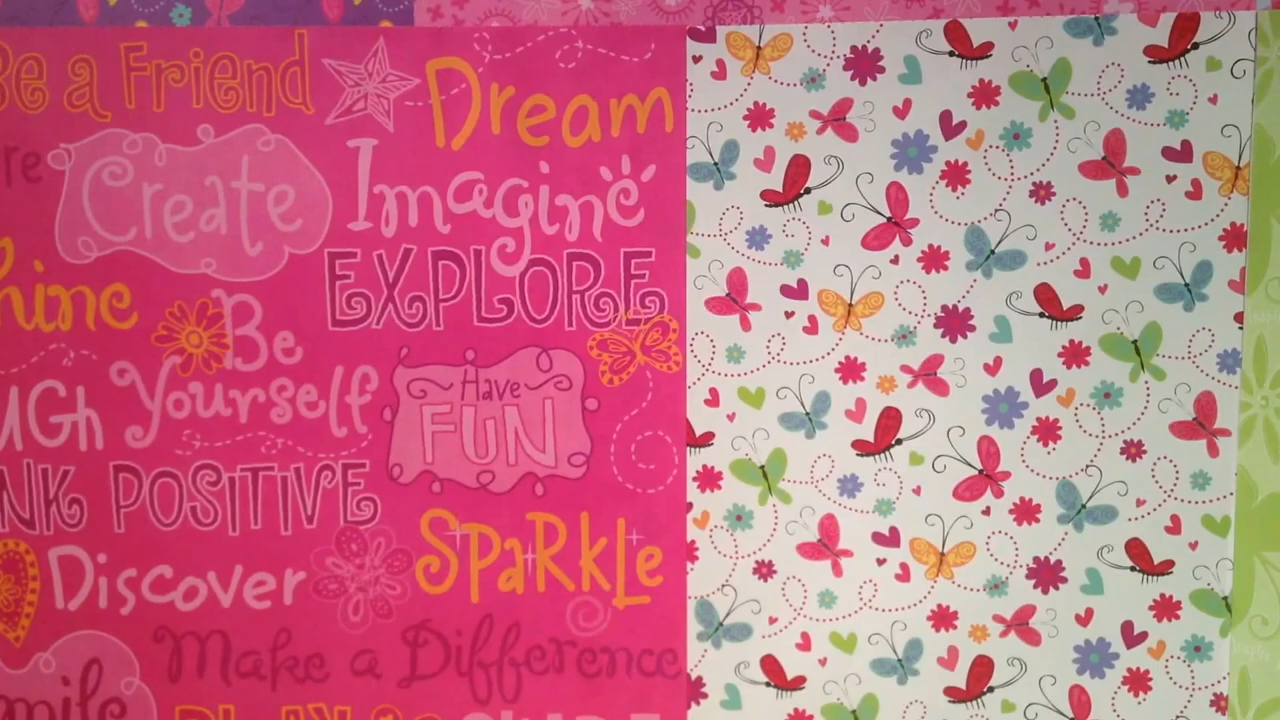 Be a Friend
Dream
Create
Imagine
EXPLORE
Be
Yourself
Have
FUN
POSITIVE
SPaRKLe
Discover
Make a Difference